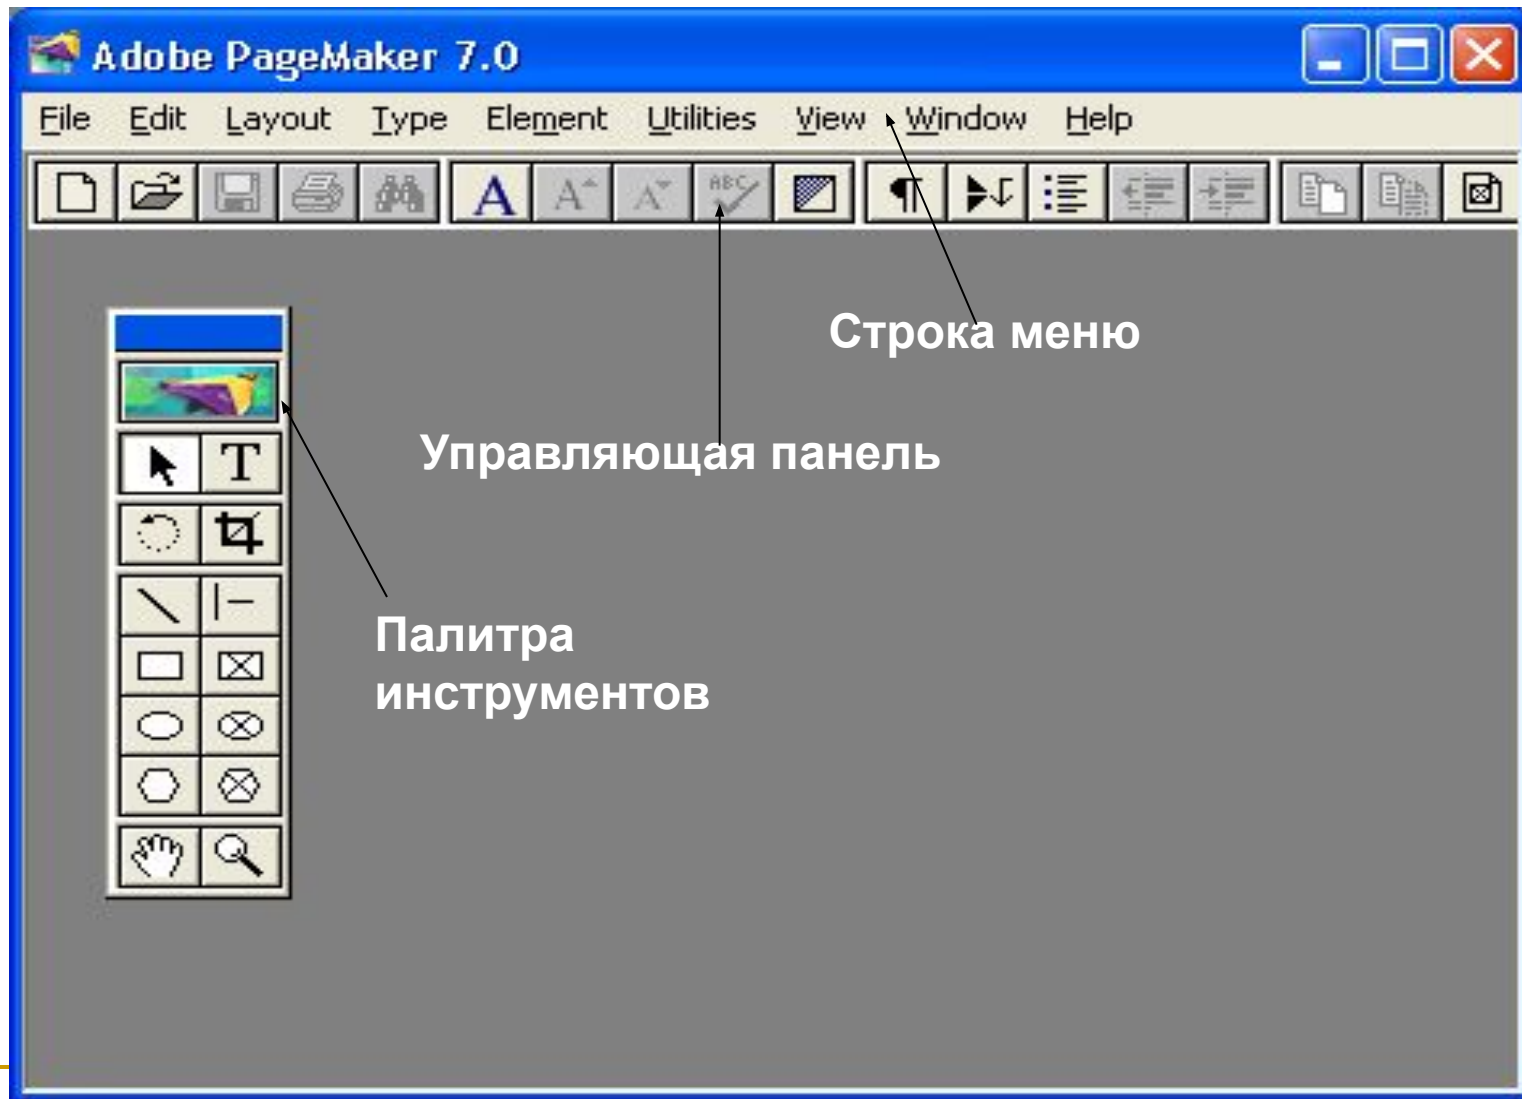 Adobe PageMaker 7.0
File Edit Layout Type Element Utilities View Window Help
A A A ABC ¶
Строка меню
Управляющая панель
T
Палитра
инструментов